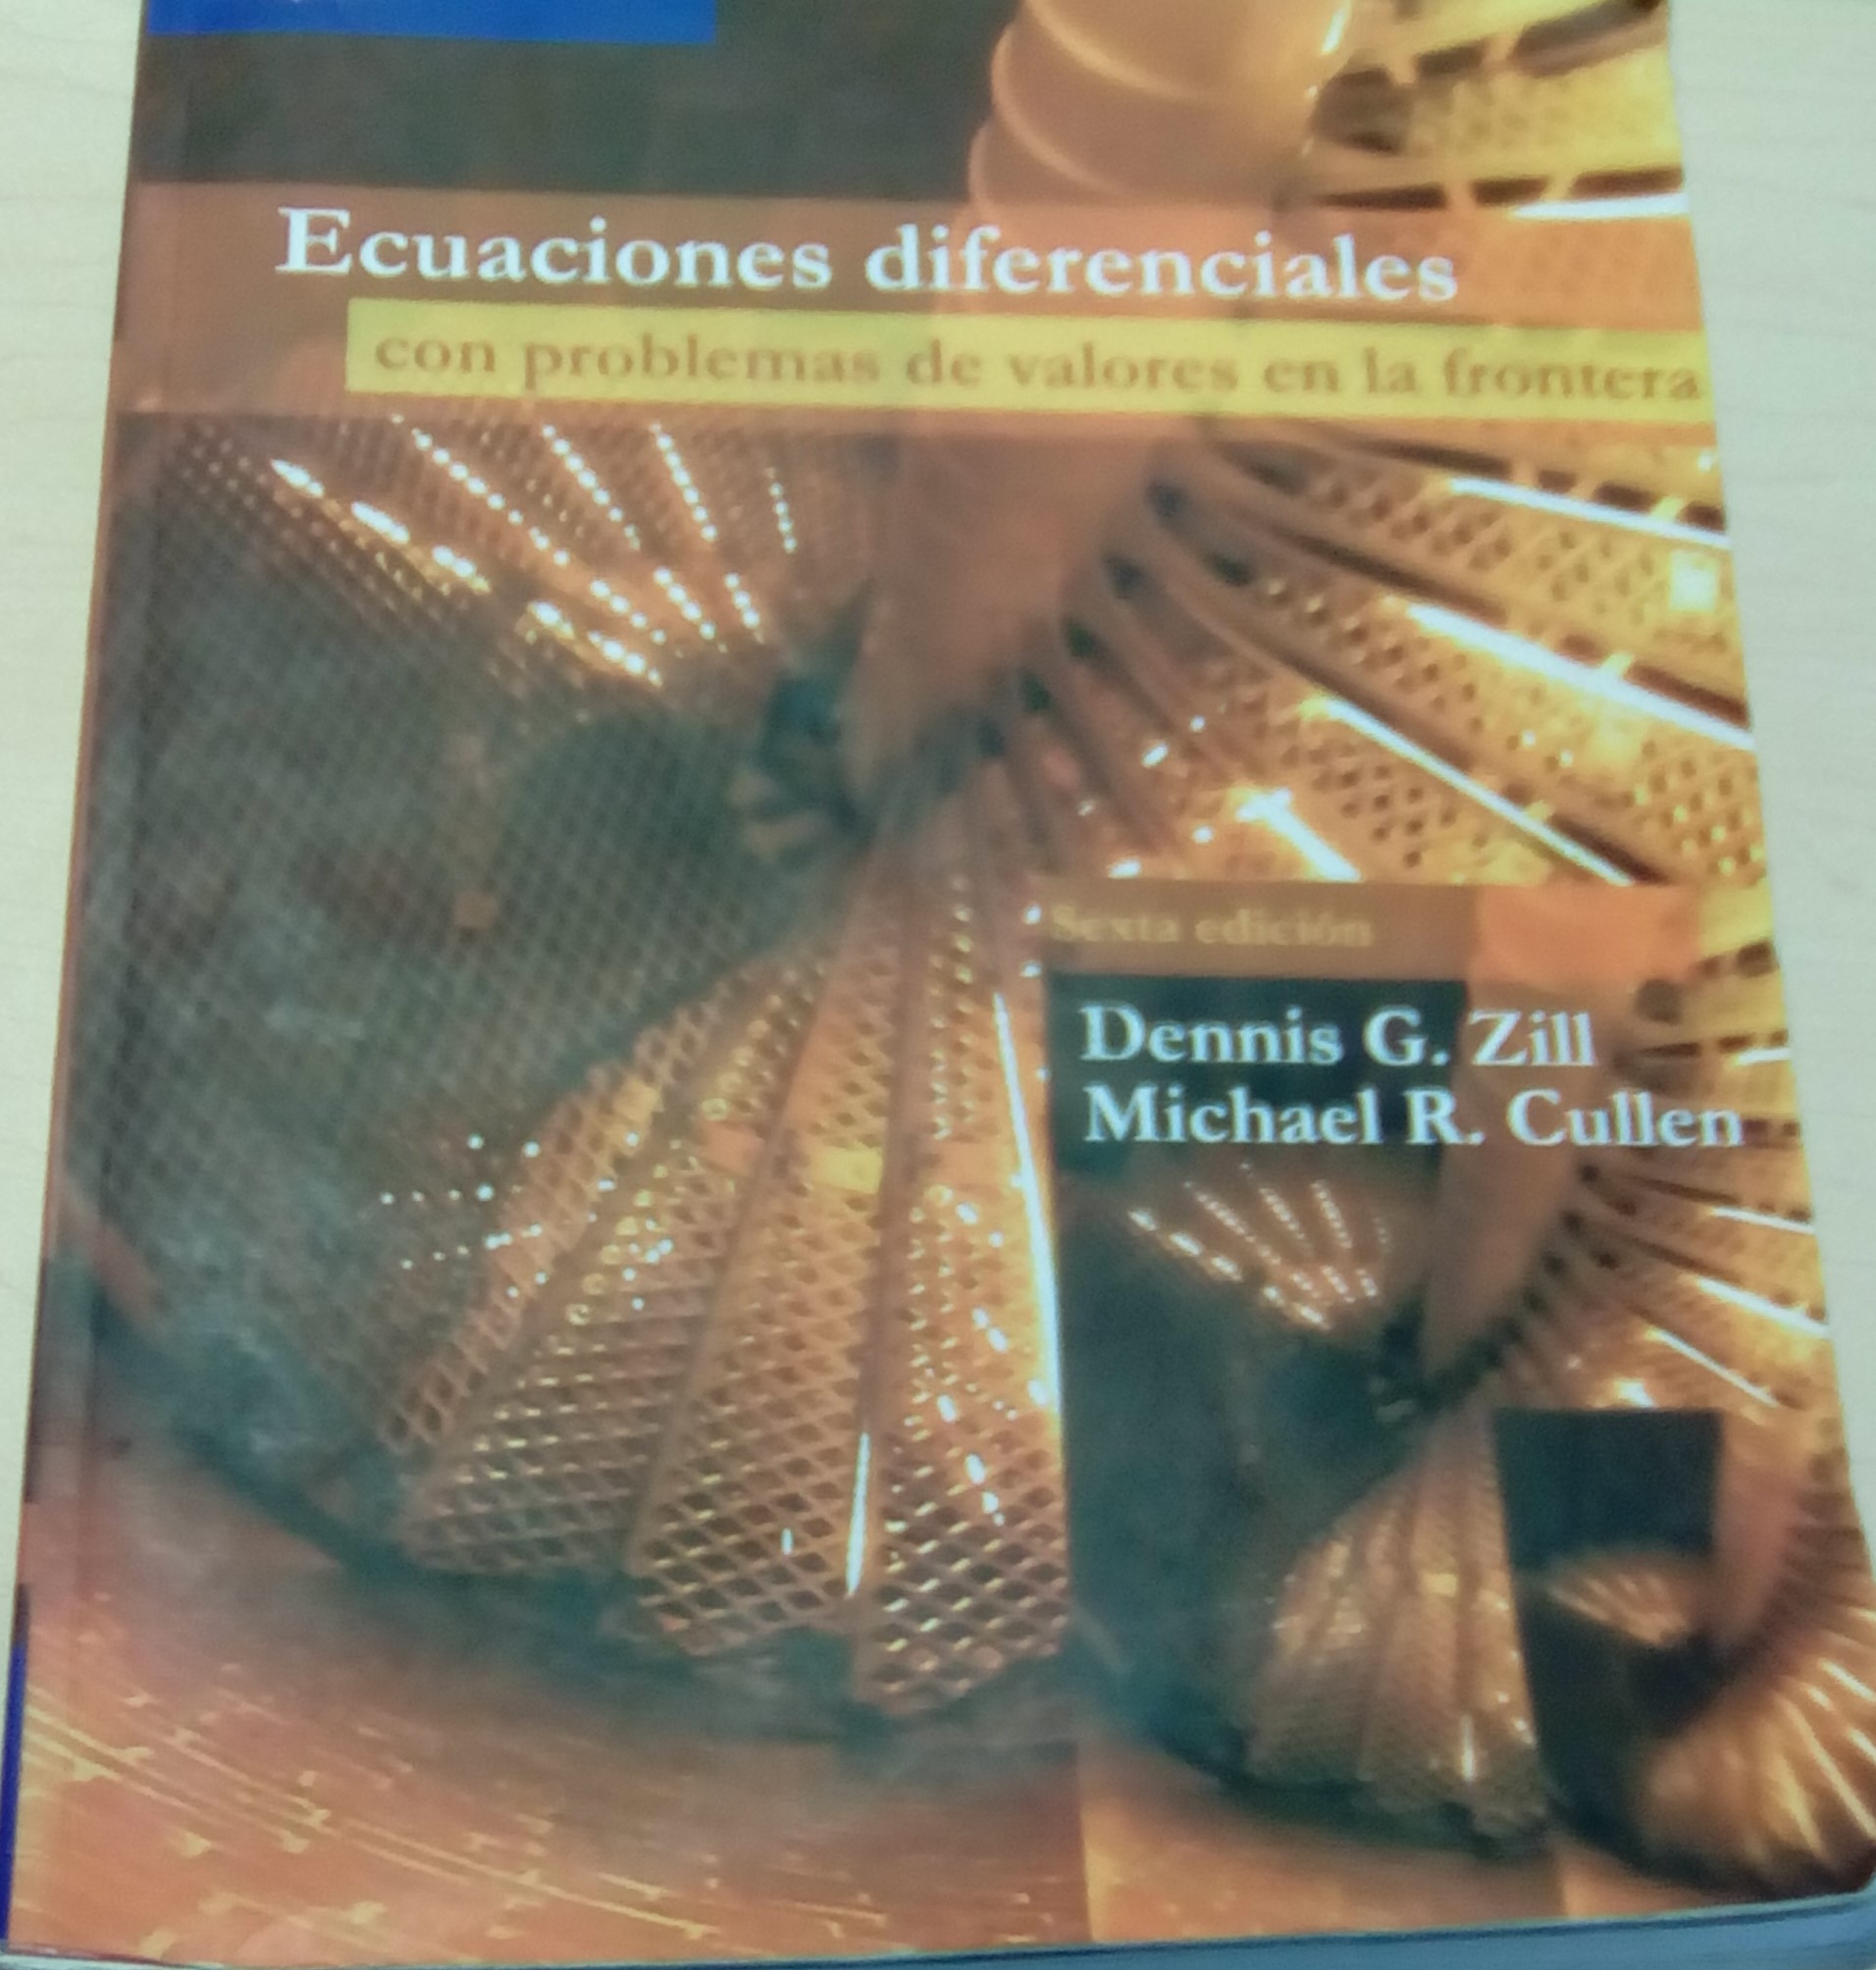 Ecuaciones diferenciales
con problemas de valores en la frontera
Sexta edición
Dennis G. Zill
Michael R. Cullen